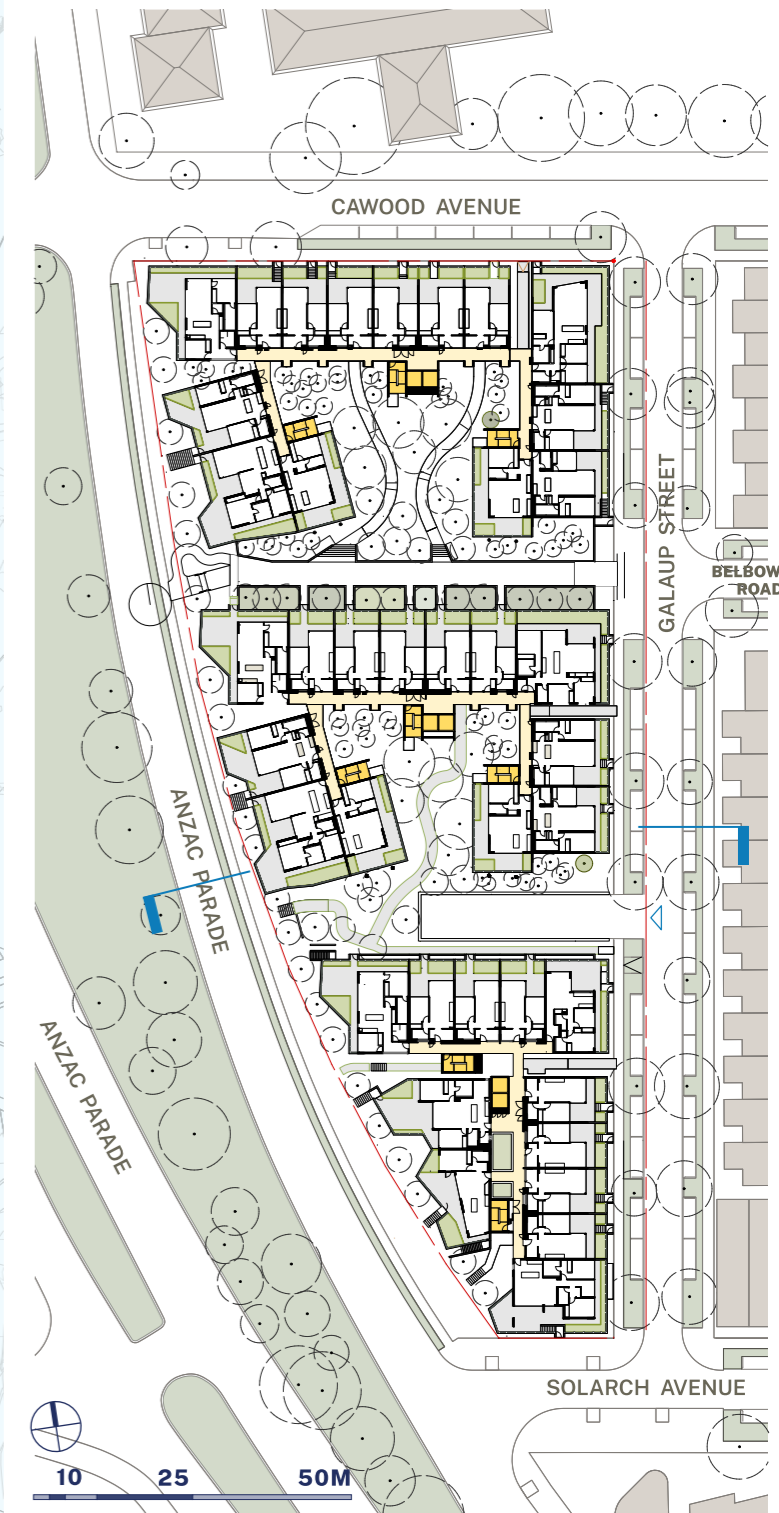 CAWOOD AVENUE
GALAUP STREET
BELBOW
ROAD
ANZAC PARADE
ANZAC PARADE
SOLARCH AVENUE
10 25 50M